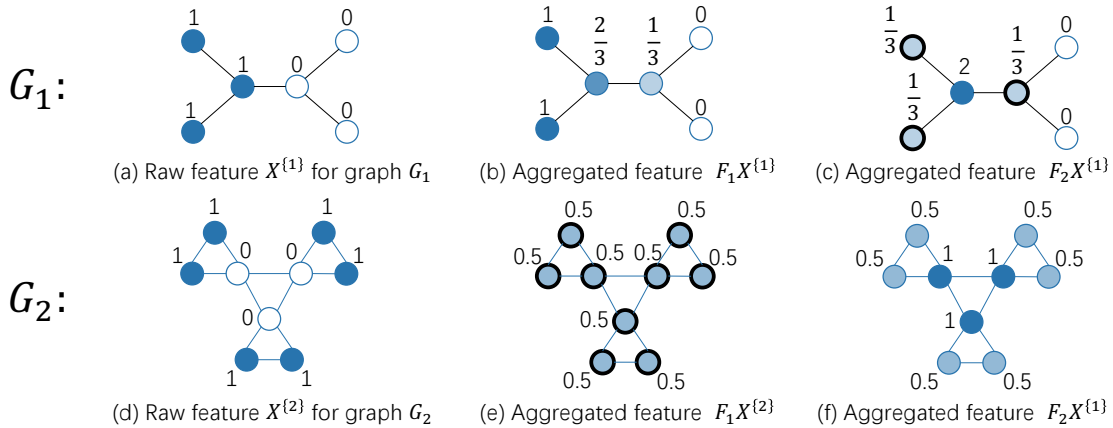 G₁:
1 1 0 0 1 0
(a) Raw feature X^{1} for graph G₁
1 2/3 1/3 0 1 0
(b) Aggregated feature F₁X^{1}
1/3 2 1/3 0 1/3 0
(c) Aggregated feature F₂X^{1}
G₂:
1 1
1 0 0 1
0
1 1
(d) Raw feature X^{2} for graph G₂
0.5 0.5
0.5 0.5 0.5 0.5
0.5
0.5 0.5
(e) Aggregated feature F₁X^{2}
0.5 0.5
0.5 1 1 0.5
1
0.5 0.5
(f) Aggregated feature F₂X^{1}